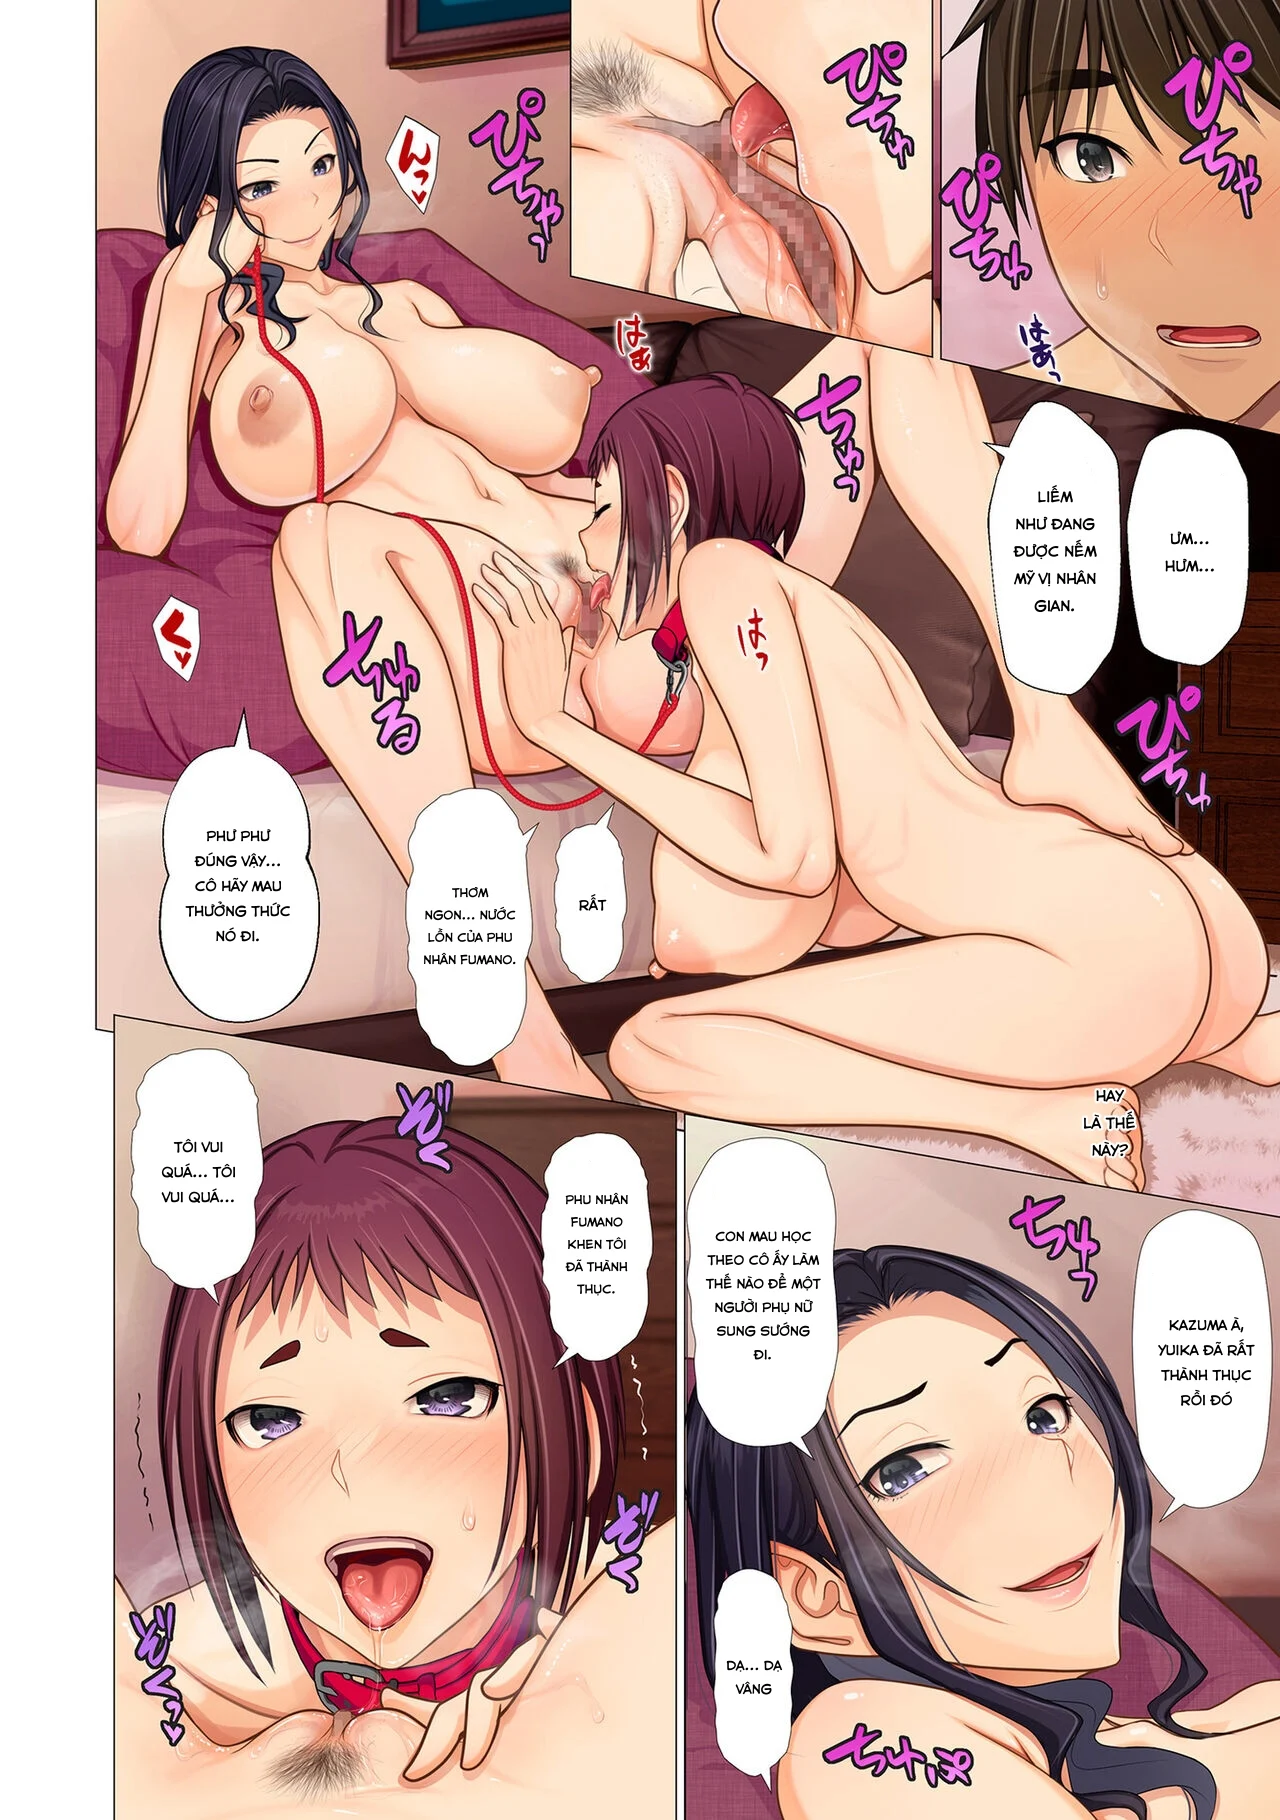 ぴちゃっ
んっ♥
ぴちゃ
ぴちゃ
ぴちゅ
はぁ
はあっ
ちゅっ
ƯM...
HƯM...
LIẾM
NHƯ ĐANG
ĐƯỢC NẾM
MỸ VỊ NHÂN
GIAN.
はっ
く♥
ちゅる
ぴちゅ
RẤT
THƠM
NGON... NƯỚC
LỒN CỦA PHU
NHÂN FUMANO.
PHƯ PHƯ
ĐÚNG VẬY...
CÔ HÃY MAU
THƯỞNG THỨC
NÓ ĐI.
HAY
LÀ THẾ
NÀY?
KAZUMA À,
YUIKA ĐÃ RẤT
THÀNH THỤC
RỒI ĐÓ
CON MAU HỌC
THEO CÔ ẤY LÀM
THẾ NÀO ĐỂ MỘT
NGƯỜI PHỤ NỮ
SUNG SƯỚNG
ĐI.
ちゅっ
DẠ... DẠ
VÂNG
ちゅぷ
PHU NHÂN
FUMANO
KHEN TÔI
ĐÃ THÀNH
THỤC.
ぞく
TÔI VUI
QUÁ... TÔI
VUI QUÁ...
ぞく
ぞくっ♥